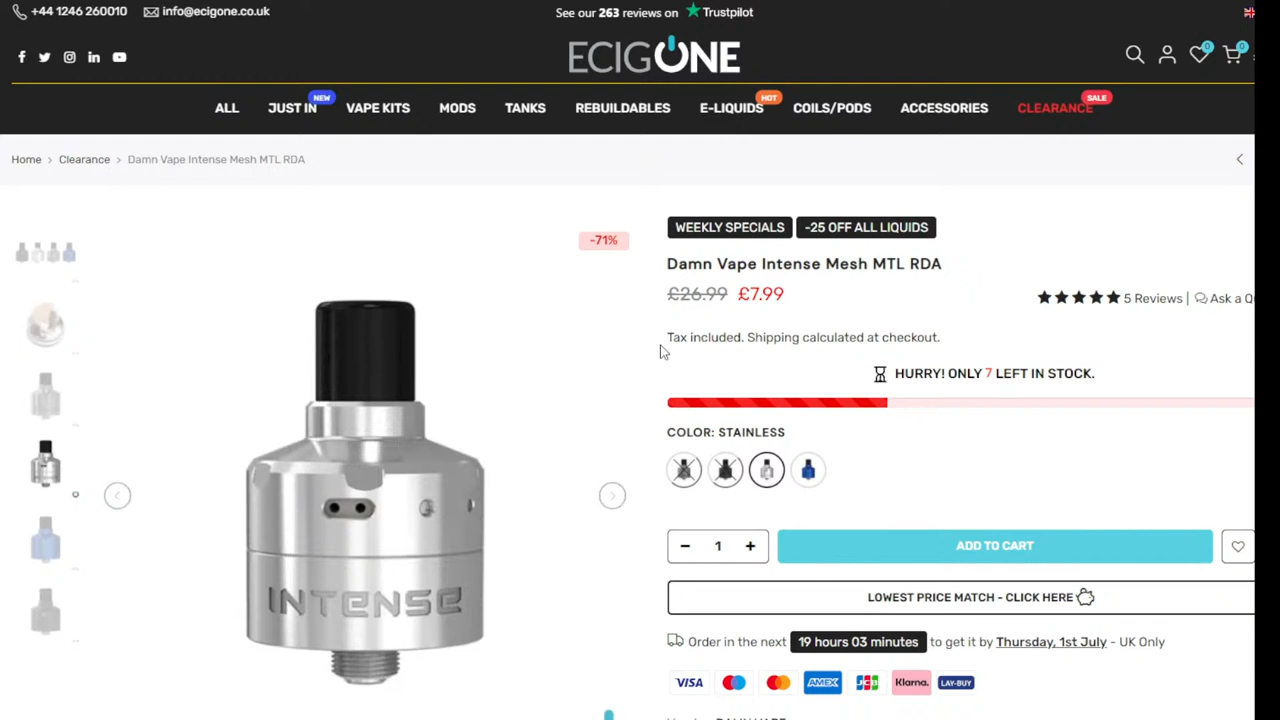 +44 1246 260010
info@ecigone.co.uk
See our 263 reviews on Trustpilot
ECIGONE
0
0
NEW
HOT
SALE
ALL
JUST IN
VAPE KITS
MODS
TANKS
REBUILDABLES
E-LIQUIDS
COILS/PODS
ACCESSORIES
CLEARANCE
Home > Clearance > Damn Vape Intense Mesh MTL RDA
-71%
INTENSE
WEEKLY SPECIALS
-25 OFF ALL LIQUIDS
Damn Vape Intense Mesh MTL RDA
£26.99 £7.99
5 Reviews | Ask a Q
Tax included. Shipping calculated at checkout.
HURRY! ONLY 7 LEFT IN STOCK.
COLOR: STAINLESS
− 1 +
ADD TO CART
LOWEST PRICE MATCH - CLICK HERE
Order in the next 19 hours 03 minutes to get it by Thursday, 1st July - UK Only
VISA
AMEX
JCB
Klarna.
LAY-BUY